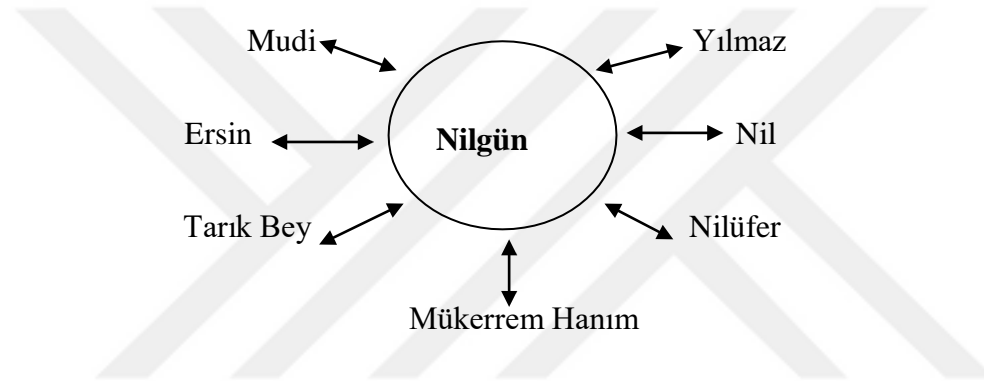 Mudi
Yılmaz
Ersin
Nilgün
Nil
Tarık Bey
Nilüfer
Mükerrem Hanım